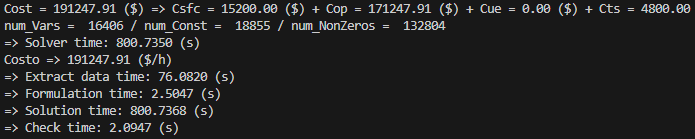 Cost = 191247.91 ($) => Csfc = 15200.00 ($) + Cop = 171247.91 ($) + Cue = 0.00 ($) + Cts = 4800.00
num_Vars =  16406 / num_Const =  18855 / num_NonZeros =  132804
=> Solver time: 800.7350 (s)
Costo => 191247.91 ($/h)
=> Extract data time: 76.0820 (s)
=> Formulation time: 2.5047 (s)
=> Solution time: 800.7368 (s)
=> Check time: 2.0947 (s)